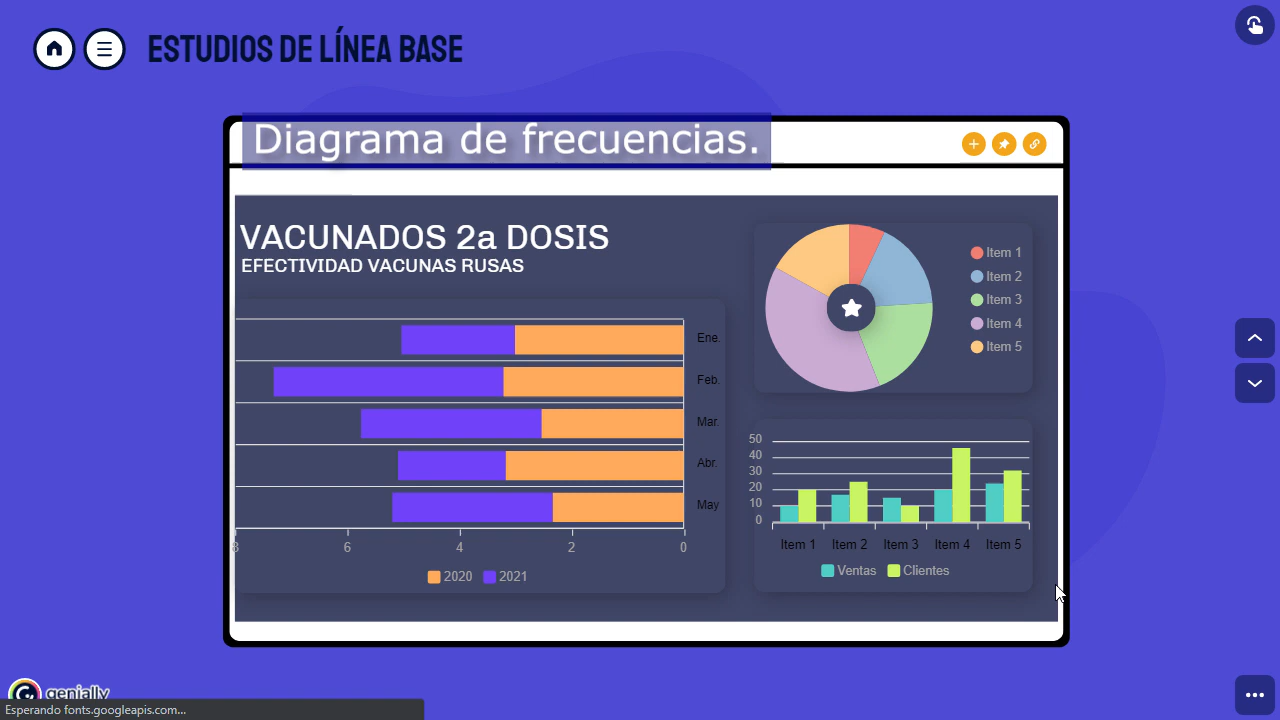 ESTUDIOS DE LÍNEA BASE
Diagrama de frecuencias.
VACUNADOS 2a DOSIS
EFECTIVIDAD VACUNAS RUSAS
Ene.
Feb.
Mar.
Abr.
May
8 6 4 2 0
2020 2021
Item 1
Item 2
Item 3
Item 4
Item 5
50
40
30
20
10
0
Item 1 Item 2 Item 3 Item 4 Item 5
Ventas Clientes
genially
Esperando fonts.googleapis.com...